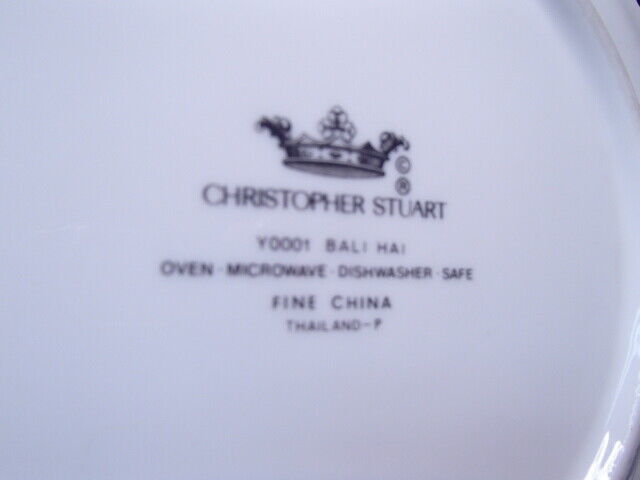 ©
®
CHRISTOPHER STUART
Y0001 BALI HAI
OVEN · MICROWAVE · DISHWASHER · SAFE
FINE CHINA
THAILAND-P